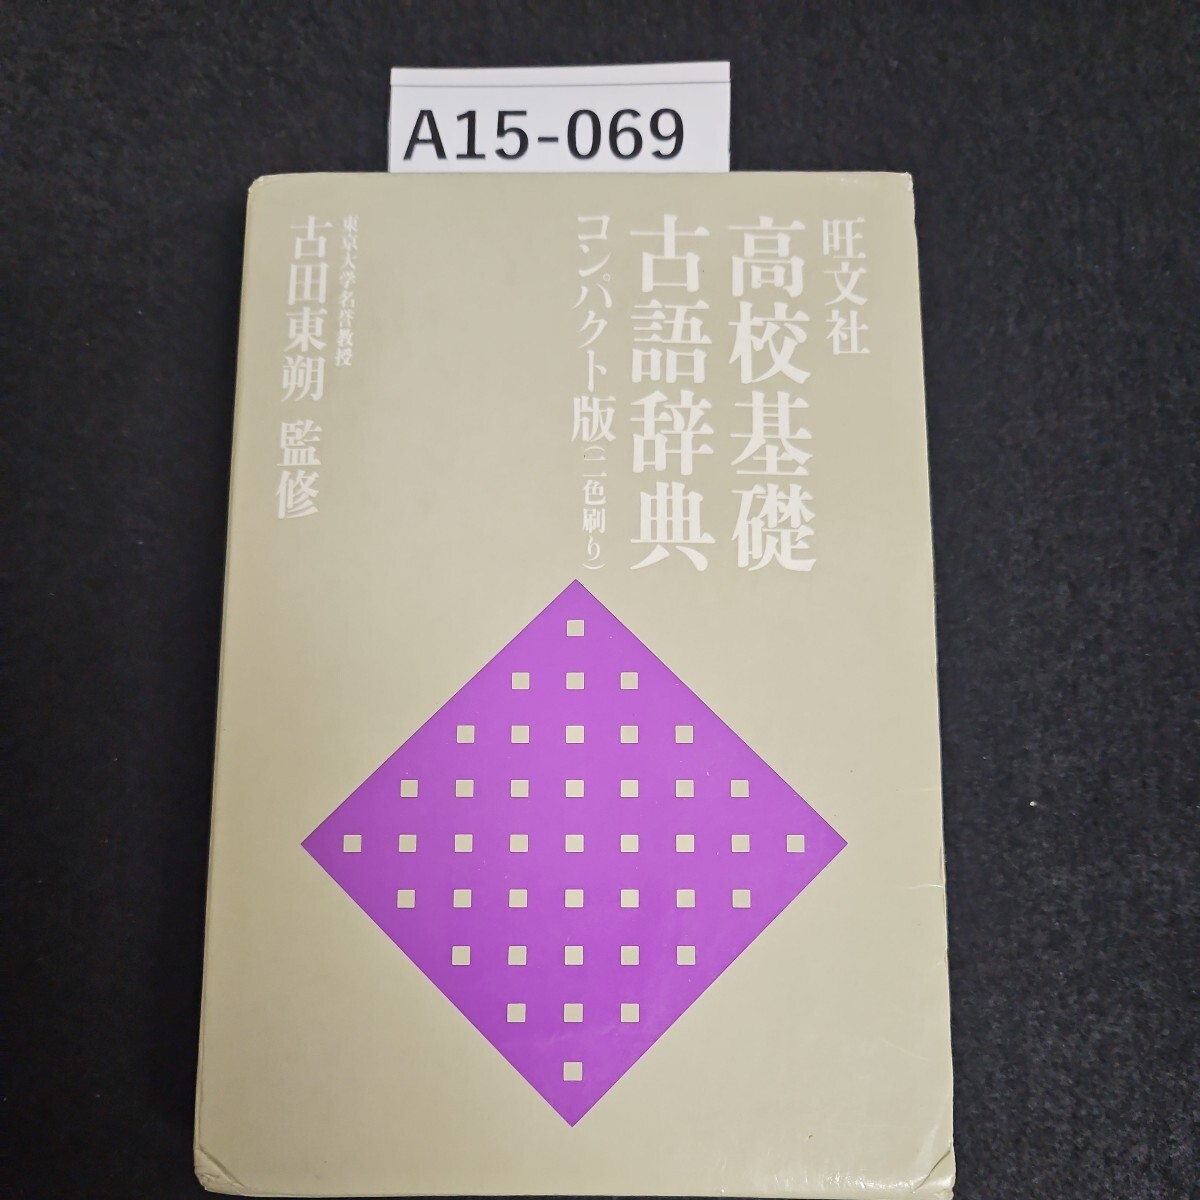 A15-069
旺文社
高校基礎
古語辞典
コンパクト版(二色刷り)
東京大学名誉教授
古田東朔 監修